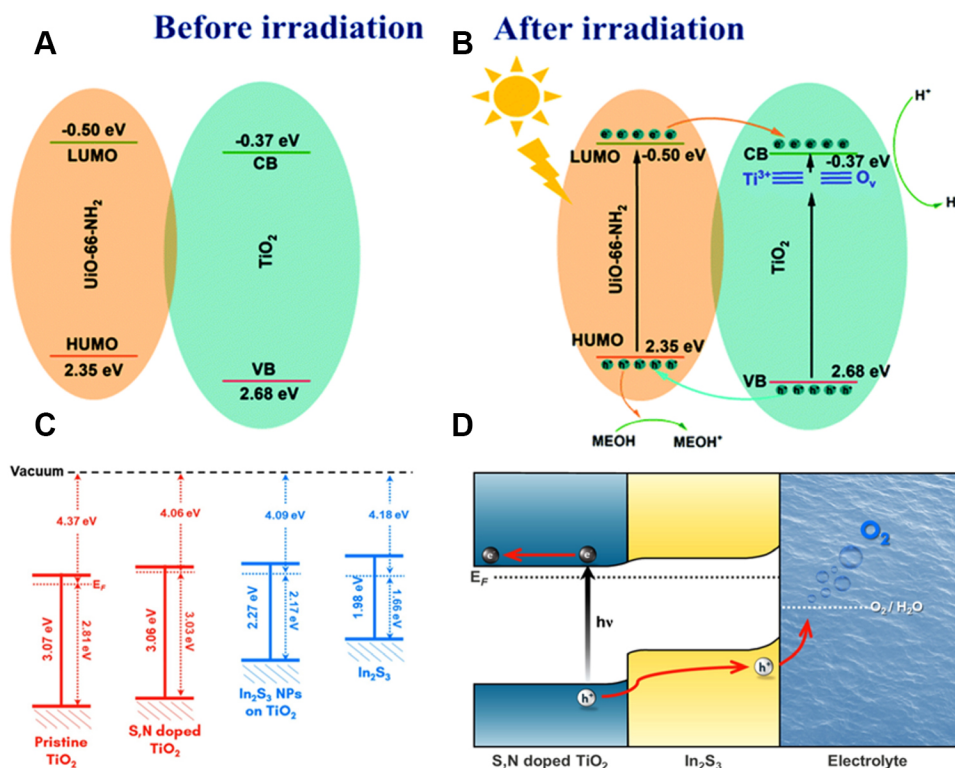 Before irradiation
After irradiation
A
-0.50 eV
LUMO
UiO-66-NH2
HUMO
2.35 eV
-0.37 eV
CB
TiO2
VB
2.68 eV
B
LUMO
-0.50 eV
UiO-66-NH2
HUMO
2.35 eV
e- e- e- e- e-
h+ h+ h+ h+ h+
MEOH
MEOH*
e- e- e- e- e-
CB
-0.37 eV
Ti3+
Ov
TiO2
2.68 eV
VB
h+ h+ h+ h+ h+
H+
H
C
Vacuum
4.37 eV
4.06 eV
4.09 eV
4.18 eV
EF
3.07 eV
2.81 eV
3.06 eV
3.03 eV
2.27 eV
2.17 eV
1.98 eV
1.66 eV
Pristine
TiO2
S,N doped
TiO2
In2S3 NPs
on TiO2
In2S3
D
e-
e-
EF
hν
h+
h+
O2
O2 / H2O
S,N doped TiO2
In2S3
Electrolyte